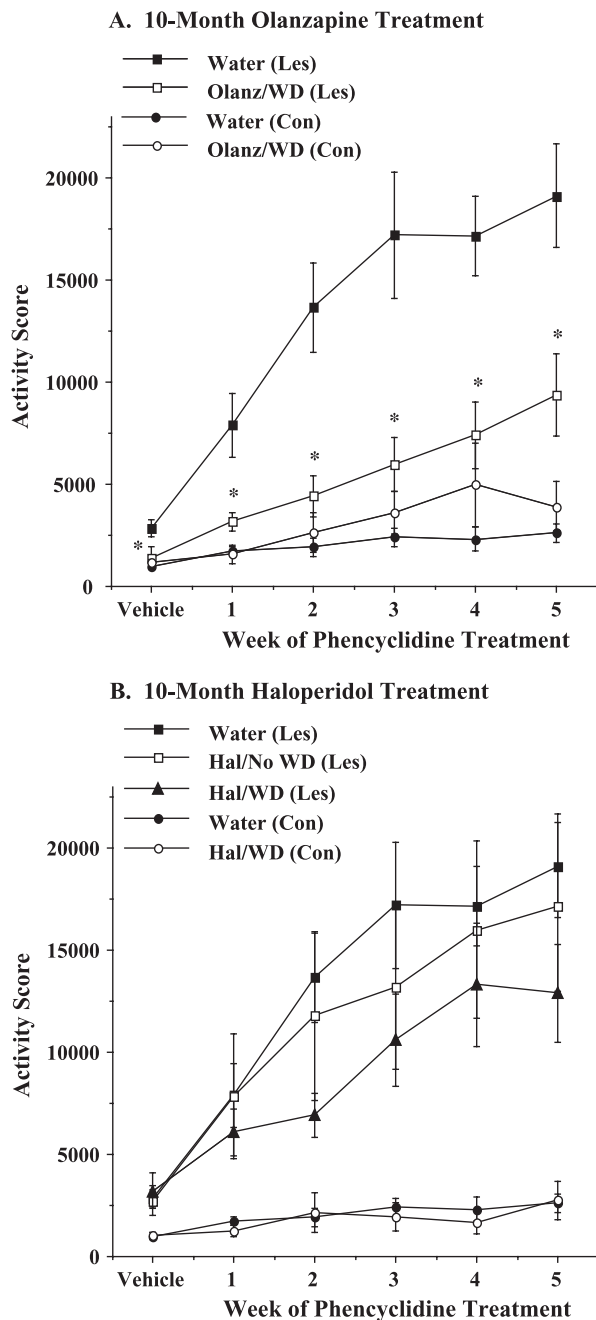 A. 10-Month Olanzapine Treatment
Water (Les)
Olanz/WD (Les)
Water (Con)
Olanz/WD (Con)
20000
15000
10000
5000
0
Activity Score
*
*
*
*
*
*
Vehicle 1 2 3 4 5
Week of Phencyclidine Treatment
B. 10-Month Haloperidol Treatment
Water (Les)
Hal/No WD (Les)
Hal/WD (Les)
Water (Con)
Hal/WD (Con)
20000
15000
10000
5000
0
Activity Score
Vehicle 1 2 3 4 5
Week of Phencyclidine Treatment